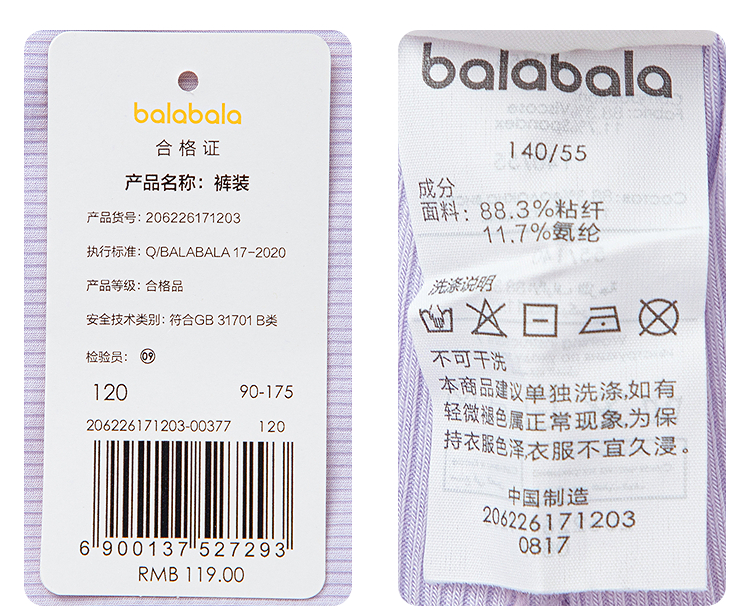 balabala
合格证
产品名称：裤装
产品货号：206226171203
执行标准：Q/BALABALA 17-2020
产品等级：合格品
安全技术类别：符合GB 31701 B类
检验员：09
120 90-175
206226171203-00377 120
6 900137 527293
RMB 119.00
balabala
140/55
成分
面料：88.3%粘纤
11.7%氨纶
洗涤说明
不可干洗
本商品建议单独洗涤,如有
轻微褪色属正常现象,为保
持衣服色泽,衣服不宜久浸。
中国制造
206226171203
0817